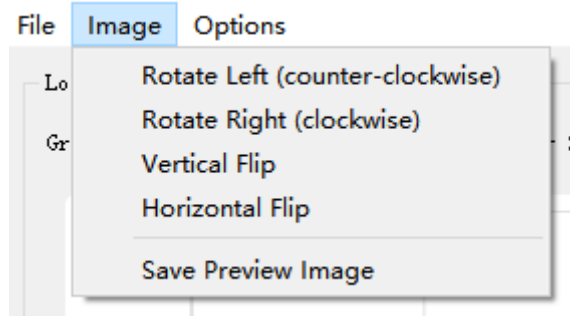 File Image Options
Rotate Left (counter-clockwise)
Rotate Right (clockwise)
Vertical Flip
Horizontal Flip
Save Preview Image